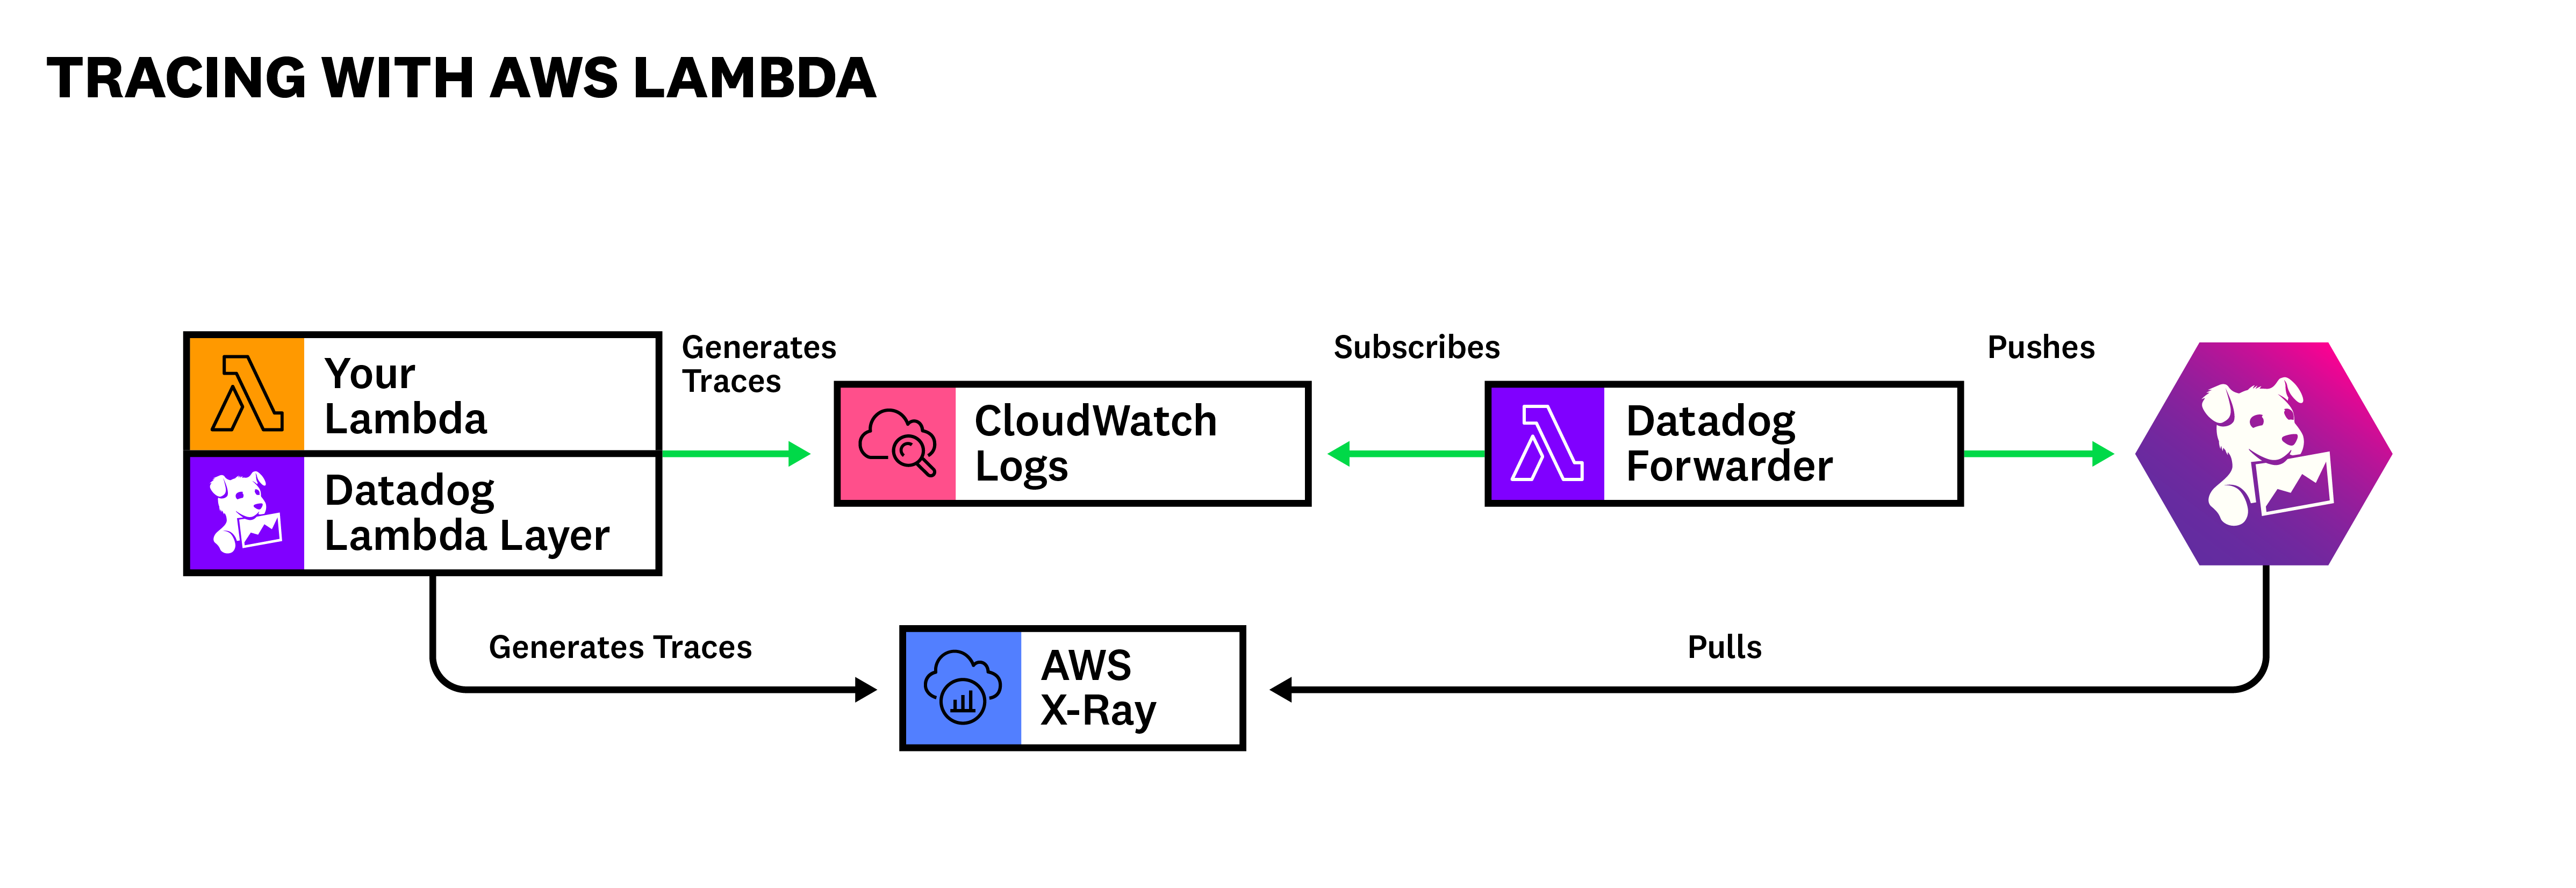 TRACING WITH AWS LAMBDA
Your
Lambda
Datadog
Lambda Layer
Generates
Traces
CloudWatch
Logs
Subscribes
Datadog
Forwarder
Pushes
Generates Traces
AWS
X-Ray
Pulls